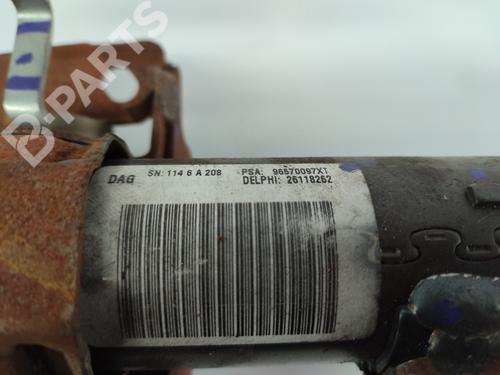 B-PARTS
DAG SN: 114 6 A 208 PSA: 96570097XT
DELPHI: 26118262